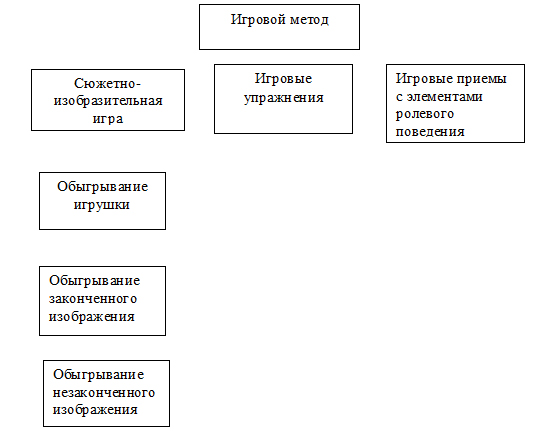 Игровой метод
Сюжетно-
изобразительная
игра
Игровые
упражнения
Игровые приемы
с элементами
ролевого
поведения
Обыгрывание
игрушки
Обыгрывание
законченного
изображения
Обыгрывание
незаконченного
изображения